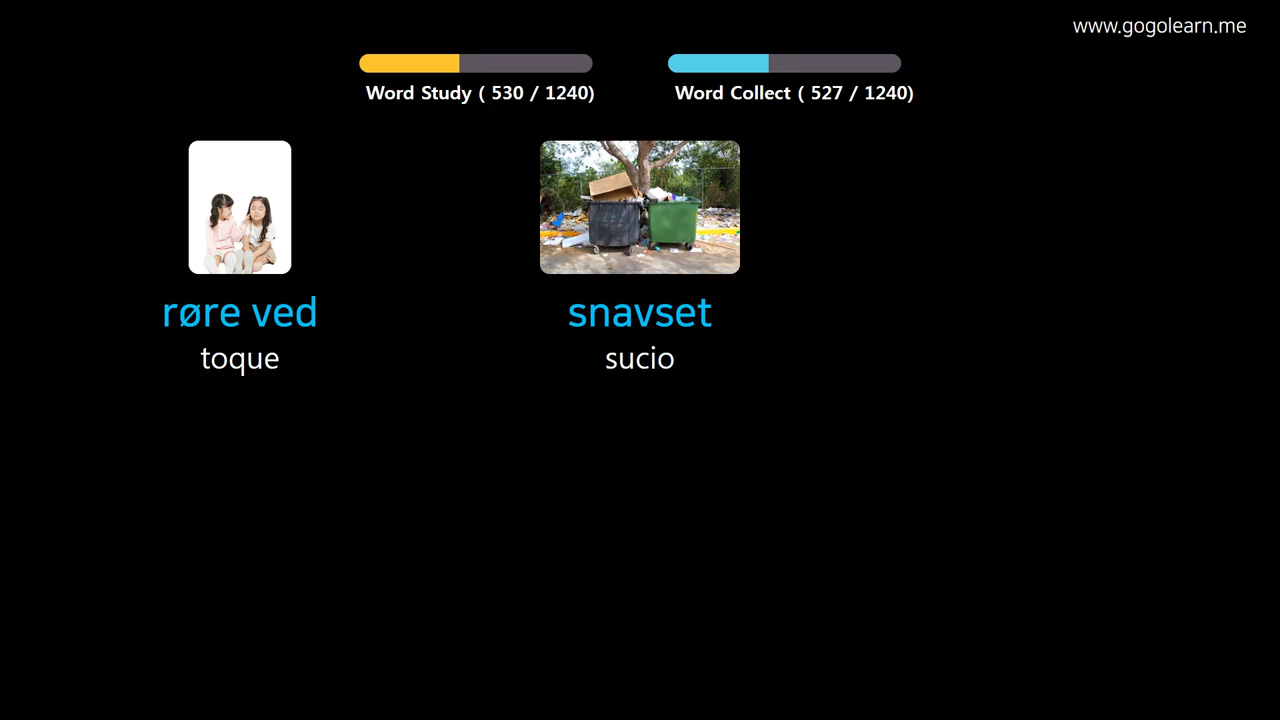 www.gogolearn.me
Word Study ( 530 / 1240)
Word Collect ( 527 / 1240)
røre ved
snavset
toque
sucio